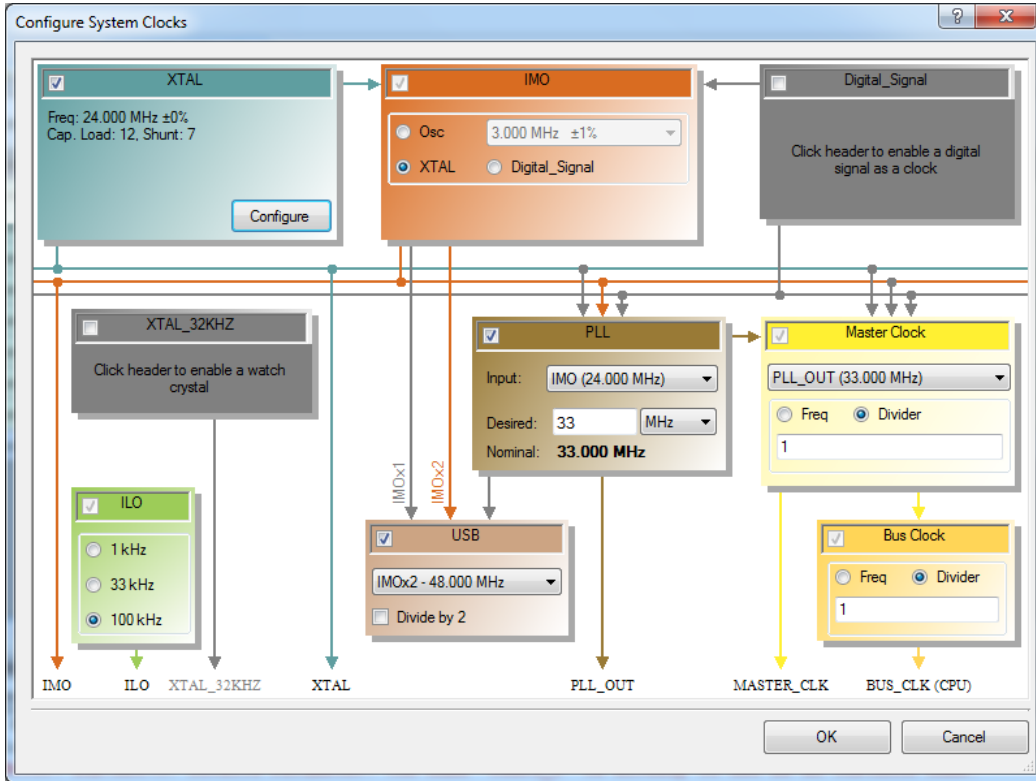 Configure System Clocks
XTAL
Freq: 24.000 MHz ±0%
Cap. Load: 12, Shunt: 7
Configure
IMO
Osc
3.000 MHz ±1%
XTAL
Digital_Signal
Digital_Signal
Click header to enable a digital
signal as a clock
XTAL_32KHZ
Click header to enable a watch
crystal
PLL
Input:
IMO (24.000 MHz)
Desired:
33
MHz
Nominal:
33.000 MHz
Master Clock
PLL_OUT (33.000 MHz)
Freq
Divider
1
IMOx1
IMOx2
ILO
1 kHz
33 kHz
100 kHz
USB
IMOx2 - 48.000 MHz
Divide by 2
Bus Clock
Freq
Divider
1
IMO
ILO
XTAL_32KHZ
XTAL
PLL_OUT
MASTER_CLK
BUS_CLK (CPU)
OK
Cancel